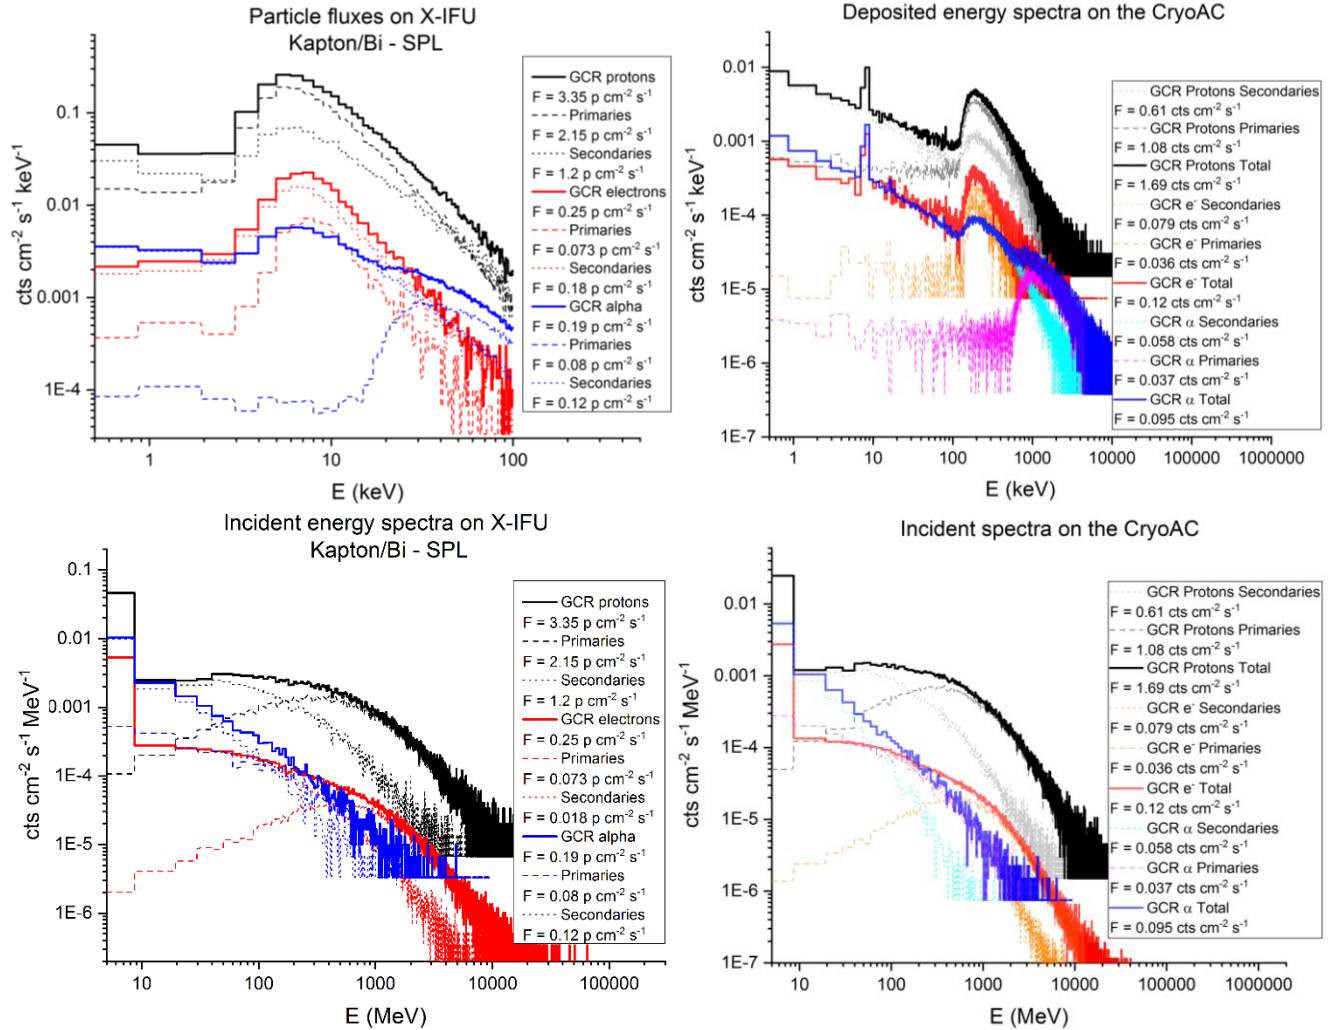 Particle fluxes on X-IFU
Kapton/Bi - SPL
cts cm⁻² s⁻¹ keV⁻¹
0.1
0.01
0.001
1E-4
1
10
100
E (keV)
GCR protons
F = 3.35 p cm⁻² s⁻¹
Primaries
F = 2.15 p cm⁻² s⁻¹
Secondaries
F = 1.2 p cm⁻² s⁻¹
GCR electrons
F = 0.25 p cm⁻² s⁻¹
Primaries
F = 0.073 p cm⁻² s⁻¹
Secondaries
F = 0.18 p cm⁻² s⁻¹
GCR alpha
F = 0.19 p cm⁻² s⁻¹
Primaries
F = 0.08 p cm⁻² s⁻¹
Secondaries
F = 0.12 p cm⁻² s⁻¹
Deposited energy spectra on the CryoAC
cts cm⁻² s⁻¹ keV⁻¹
0.01
0.001
1E-4
1E-5
1E-6
1E-7
1
10
100
1000
10000
100000
1000000
E (keV)
GCR Protons Secondaries
F = 0.61 cts cm⁻² s⁻¹
GCR Protons Primaries
F = 1.08 cts cm⁻² s⁻¹
GCR Protons Total
F = 1.69 cts cm⁻² s⁻¹
GCR e⁻ Secondaries
F = 0.079 cts cm⁻² s⁻¹
GCR e⁻ Primaries
F = 0.036 cts cm⁻² s⁻¹
GCR e⁻ Total
F = 0.12 cts cm⁻² s⁻¹
GCR α Secondaries
F = 0.058 cts cm⁻² s⁻¹
GCR α Primaries
F = 0.037 cts cm⁻² s⁻¹
GCR α Total
F = 0.095 cts cm⁻² s⁻¹
Incident energy spectra on X-IFU
Kapton/Bi - SPL
cts cm⁻² s⁻¹ MeV⁻¹
0.1
0.01
0.001
1E-4
1E-5
1E-6
10
100
1000
10000
100000
E (MeV)
GCR protons
F = 3.35 p cm⁻² s⁻¹
Primaries
F = 2.15 p cm⁻² s⁻¹
Secondaries
F = 1.2 p cm⁻² s⁻¹
GCR electrons
F = 0.25 p cm⁻² s⁻¹
Primaries
F = 0.073 p cm⁻² s⁻¹
Secondaries
F = 0.018 p cm⁻² s⁻¹
GCR alpha
F = 0.19 p cm⁻² s⁻¹
Primaries
F = 0.08 p cm⁻² s⁻¹
Secondaries
F = 0.12 p cm⁻² s⁻¹
Incident spectra on the CryoAC
cts cm⁻² s⁻¹ MeV⁻¹
0.01
0.001
1E-4
1E-5
1E-6
1E-7
10
100
1000
10000
100000
1000000
E (MeV)
GCR Protons Secondaries
F = 0.61 cts cm⁻² s⁻¹
GCR Protons Primaries
F = 1.08 cts cm⁻² s⁻¹
GCR Protons Total
F = 1.69 cts cm⁻² s⁻¹
GCR e⁻ Secondaries
F = 0.079 cts cm⁻² s⁻¹
GCR e⁻ Primaries
F = 0.036 cts cm⁻² s⁻¹
GCR e⁻ Total
F = 0.12 cts cm⁻² s⁻¹
GCR α Secondaries
F = 0.058 cts cm⁻² s⁻¹
GCR α Primaries
F = 0.037 cts cm⁻² s⁻¹
GCR α Total
F = 0.095 cts cm⁻² s⁻¹